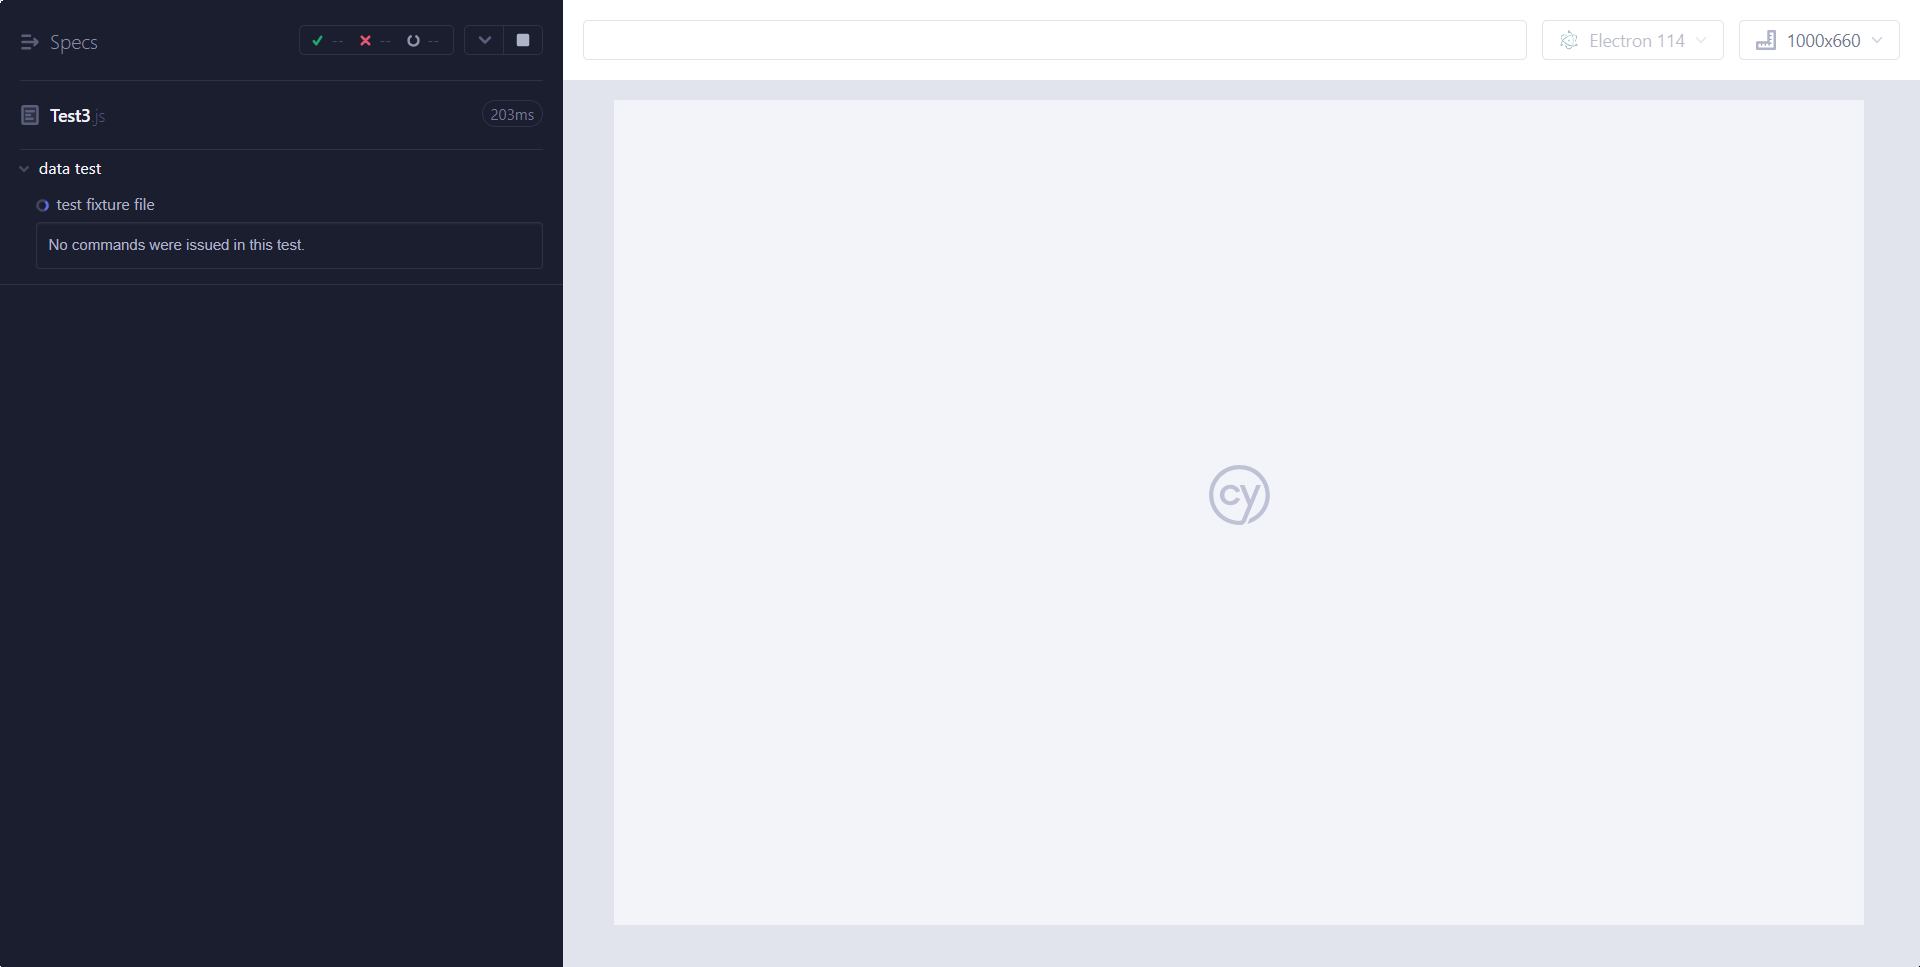 Specs
-- -- --
Test3.js
203ms
data test
test fixture file
No commands were issued in this test.
Electron 114
1000x660
cy